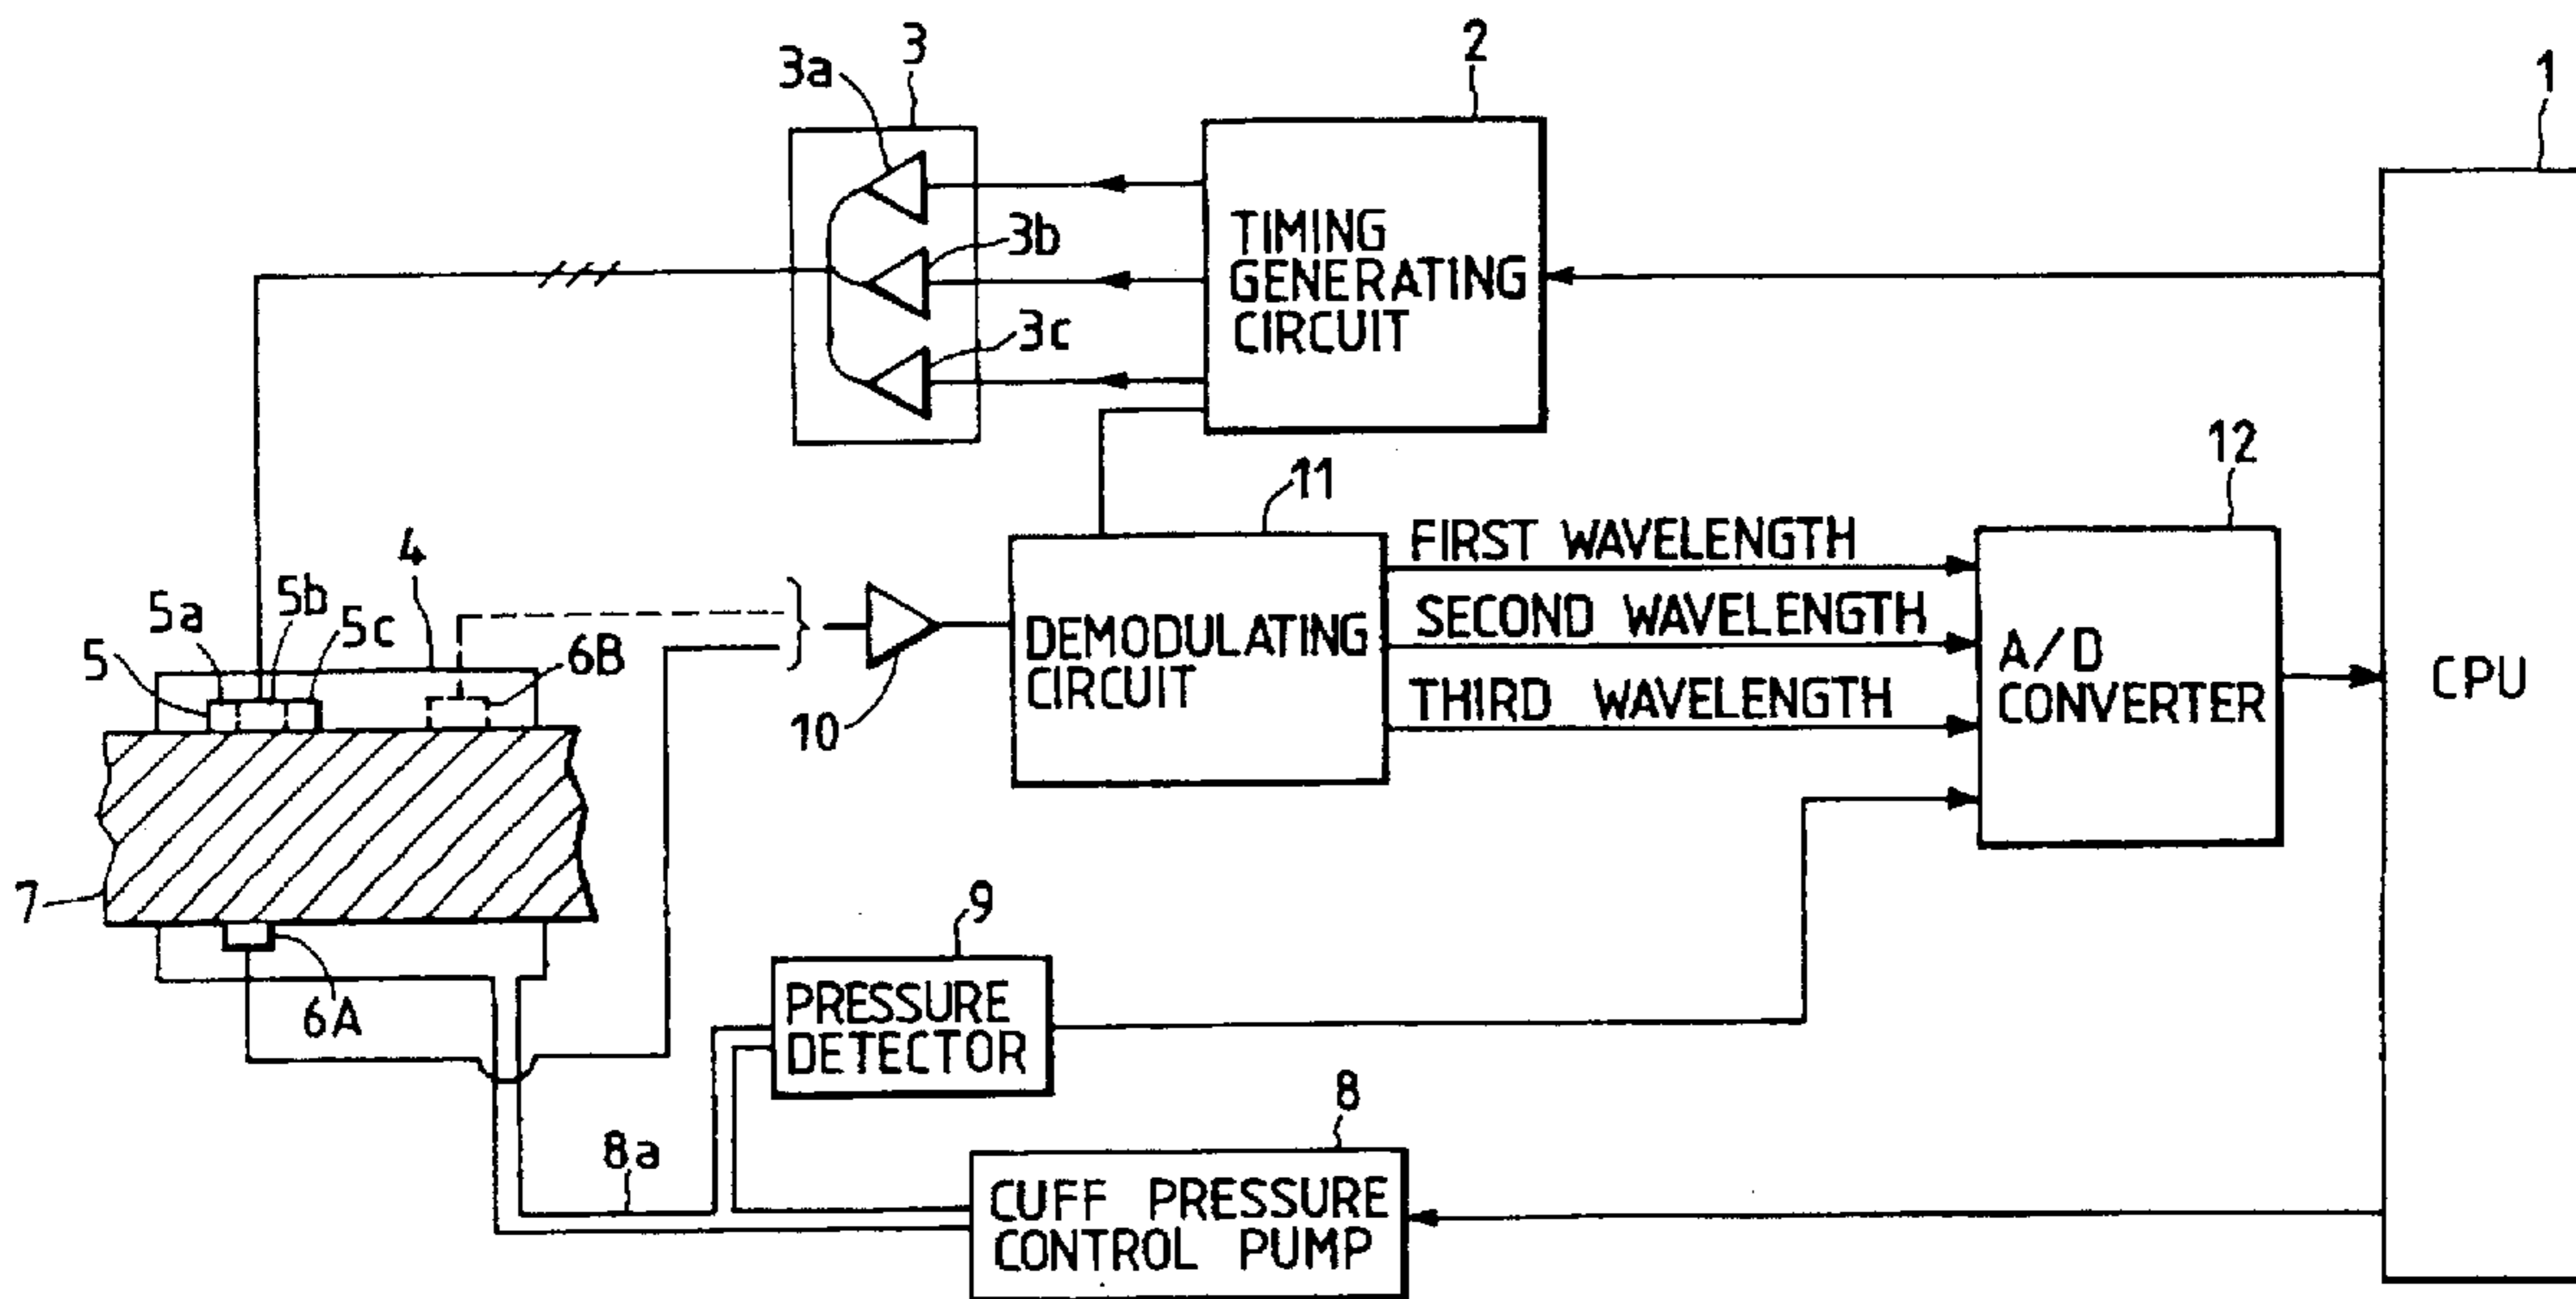 1
2
3
3a
3b
3c
TIMING
GENERATING
CIRCUIT
4
5
5a
5b
5c
6B
10
11
DEMODULATING
CIRCUIT
FIRST WAVELENGTH
SECOND WAVELENGTH
THIRD WAVELENGTH
12
A/D
CONVERTER
CPU
7
6A
9
PRESSURE
DETECTOR
8a
8
CUFF PRESSURE
CONTROL PUMP